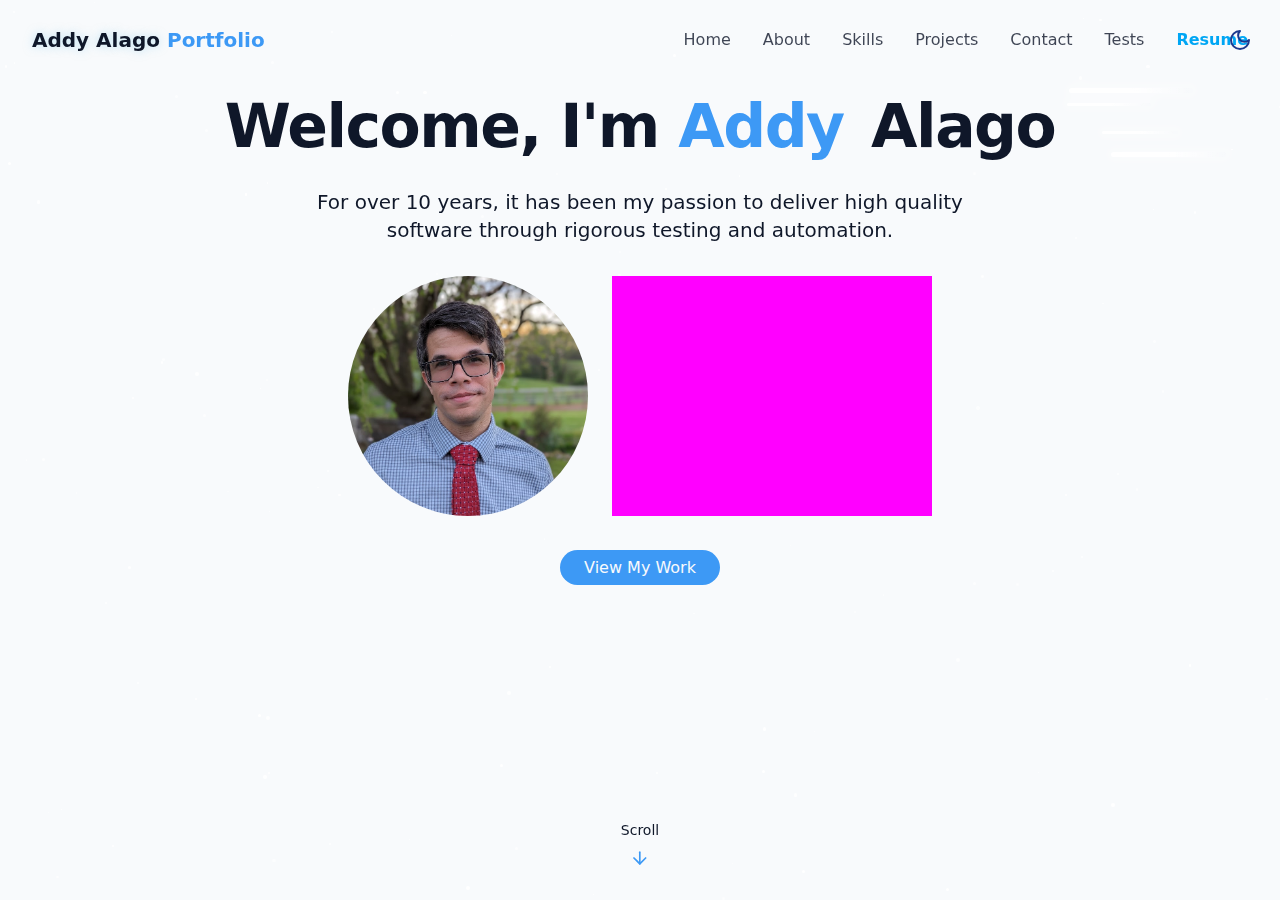 Addy Alago Portfolio
Home About Skills Projects Contact Tests Resume
Welcome, I'm Addy Alago
For over 10 years, it has been my passion to deliver high quality
software through rigorous testing and automation.
View My Work
Scroll